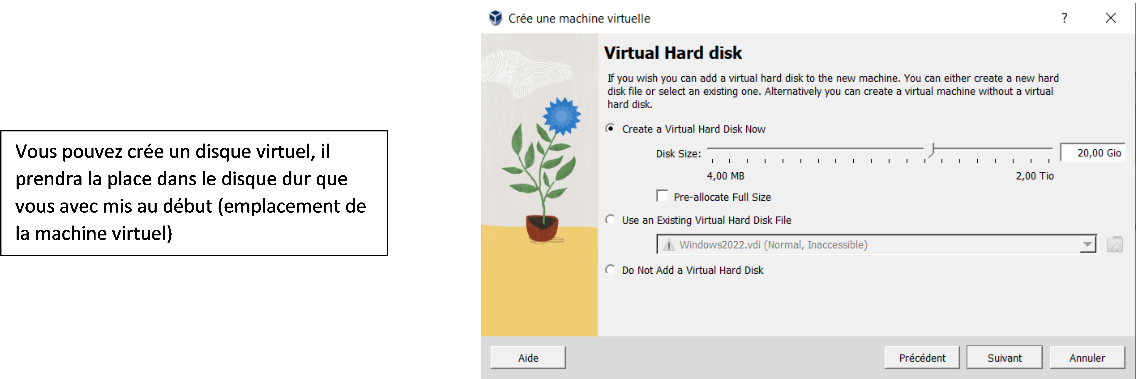 Vous pouvez crée un disque virtuel, il
prendra la place dans le disque dur que
vous avec mis au début (emplacement de
la machine virtuel)
Crée une machine virtuelle
Virtual Hard disk
If you wish you can add a virtual hard disk to the new machine. You can either create a new hard
disk file or select an existing one. Alternatively you can create a virtual machine without a virtual
hard disk.
Create a Virtual Hard Disk Now
Disk Size:
20,00 Gio
4,00 MB
2,00 Tio
Pre-allocate Full Size
Use an Existing Virtual Hard Disk File
Windows2022.vdi (Normal, Inaccessible)
Do Not Add a Virtual Hard Disk
Aide
Précédent
Suivant
Annuler